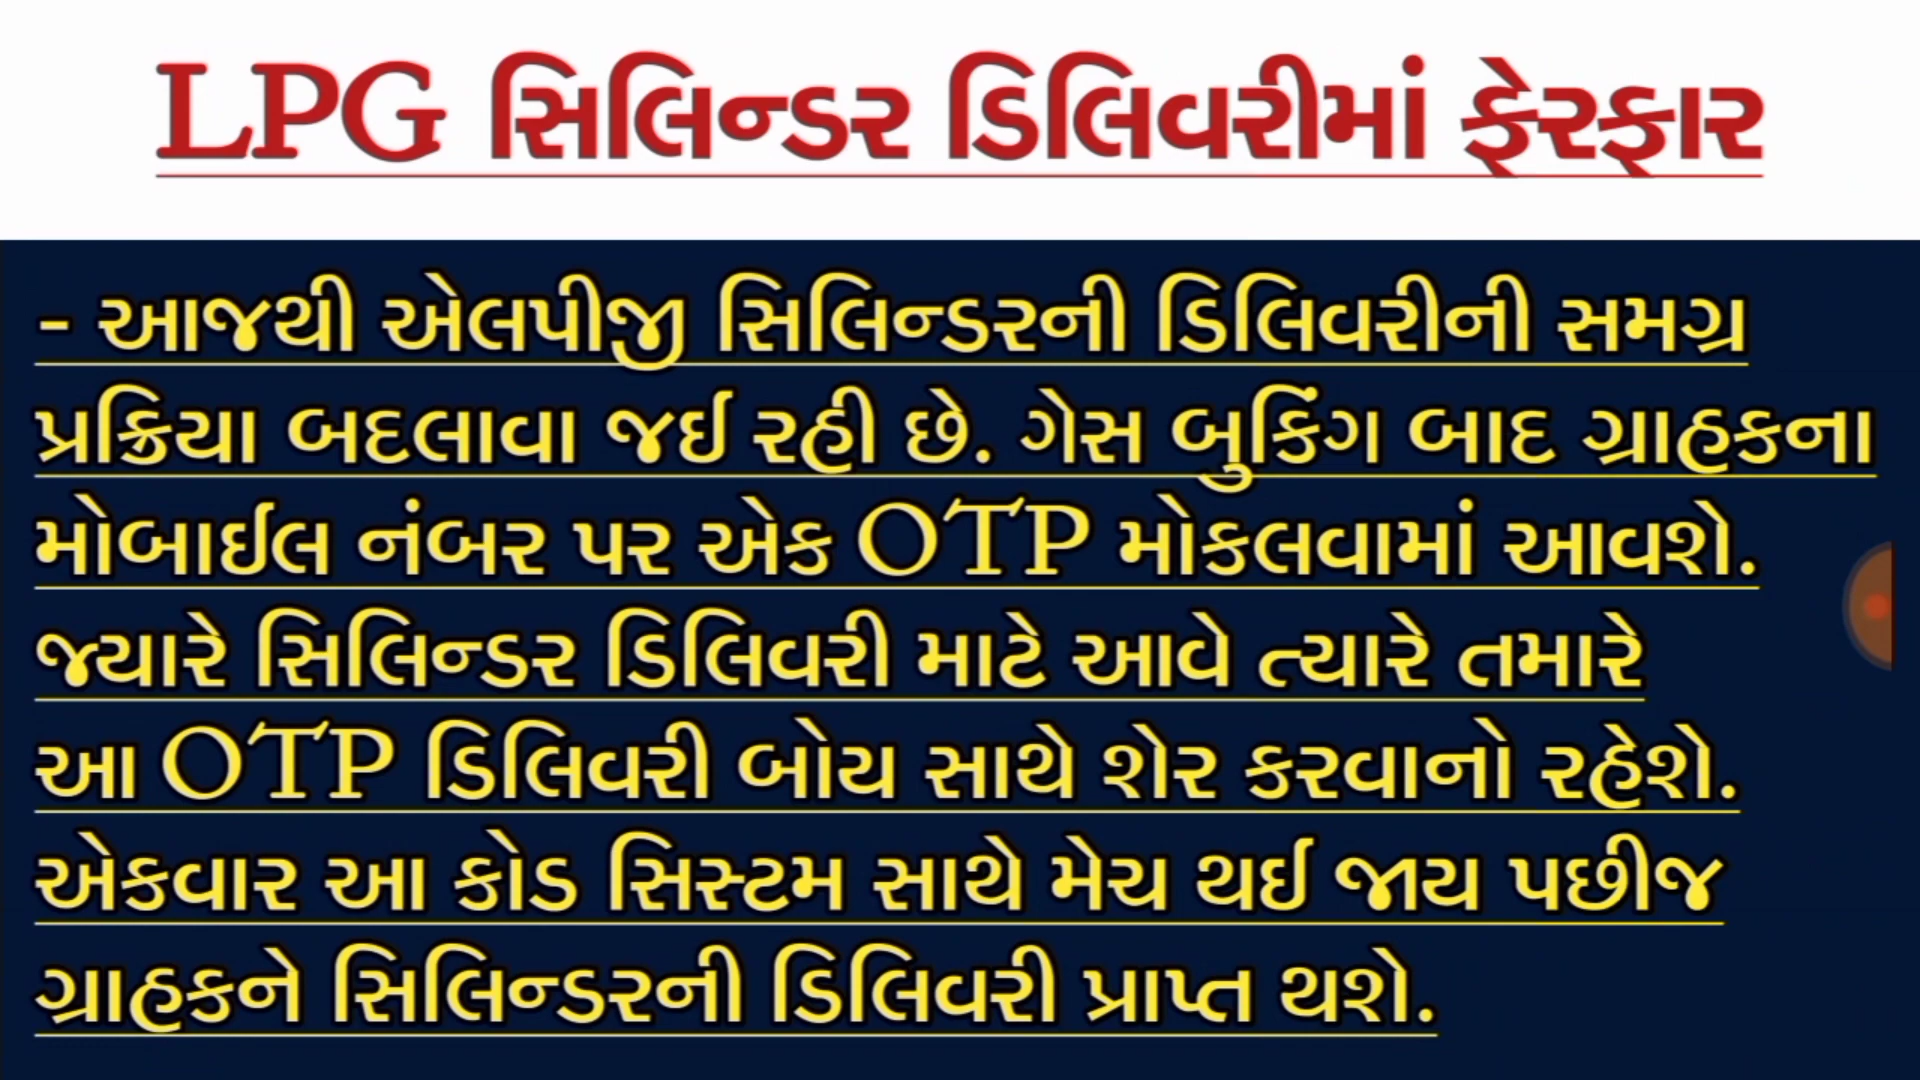 LPG સિલિન્ડર ડિલિવરીમાં ફેરફાર
- આજથી એલપીજી સિલિન્ડરની ડિલિવરીની સમગ્ર
પ્રક્રિયા બદલાવા જઈ રહી છે. ગેસ બુકિંગ બાદ ગ્રાહકના
મોબાઈલ નંબર પર એક OTP મોકલવામાં આવશે.
જ્યારે સિલિન્ડર ડિલિવરી માટે આવે ત્યારે તમારે
આ OTP ડિલિવરી બોય સાથે શેર કરવાનો રહેશે.
એકવાર આ કોડ સિસ્ટમ સાથે મેચ થઈ જાય પછીજ
ગ્રાહકને સિલિન્ડરની ડિલિવરી પ્રાપ્ત થશે.